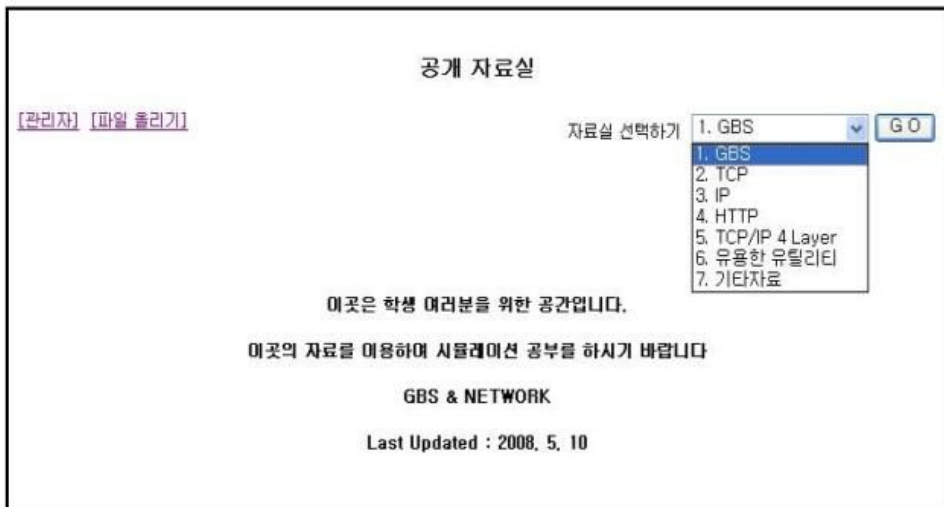 공개 자료실
[관리자] [파일 올리기]
자료실 선택하기 1. GBS GO
1. GBS
2. TCP
3. IP
4. HTTP
5. TCP/IP 4 Layer
6. 유용한 유틸리티
7. 기타자료
이곳은 학생 여러분을 위한 공간입니다.
이곳의 자료를 이용하여 시뮬레이션 공부를 하시기 바랍니다
GBS & NETWORK
Last Updated : 2008. 5. 10